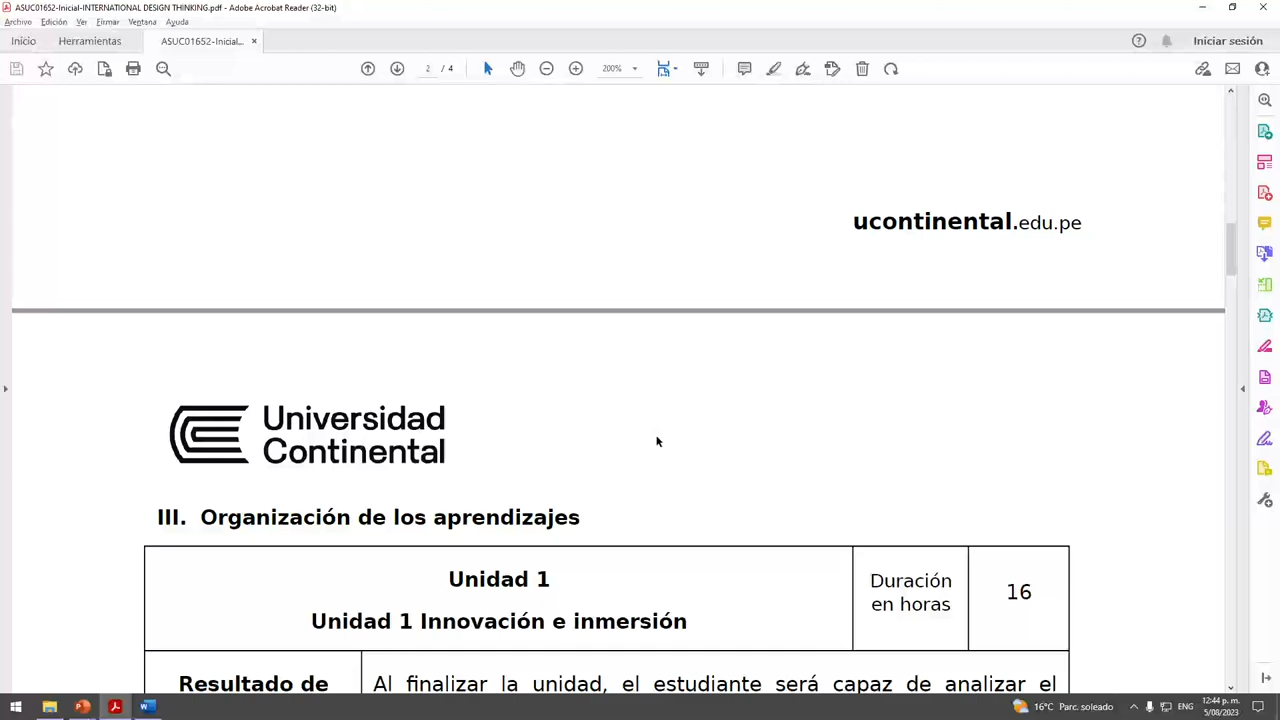 ASUC01652-Inicial-INTERNATIONAL DESIGN THINKING.pdf - Adobe Acrobat Reader (32-bit)
Archivo Edición Ver Firmar Ventana Ayuda
Inicio Herramientas ASUC01652-Inicial,... Iniciar sesión
2 / 4 200%
ucontinental.edu.pe
Universidad
Continental
III. Organización de los aprendizajes
Unidad 1
Unidad 1 Innovación e inmersión
Duración
en horas
16
Resultado de
Al finalizar la unidad, el estudiante será capaz de analizar el
16°C Parc. soleado ENG 12:44 p. m.
5/08/2023